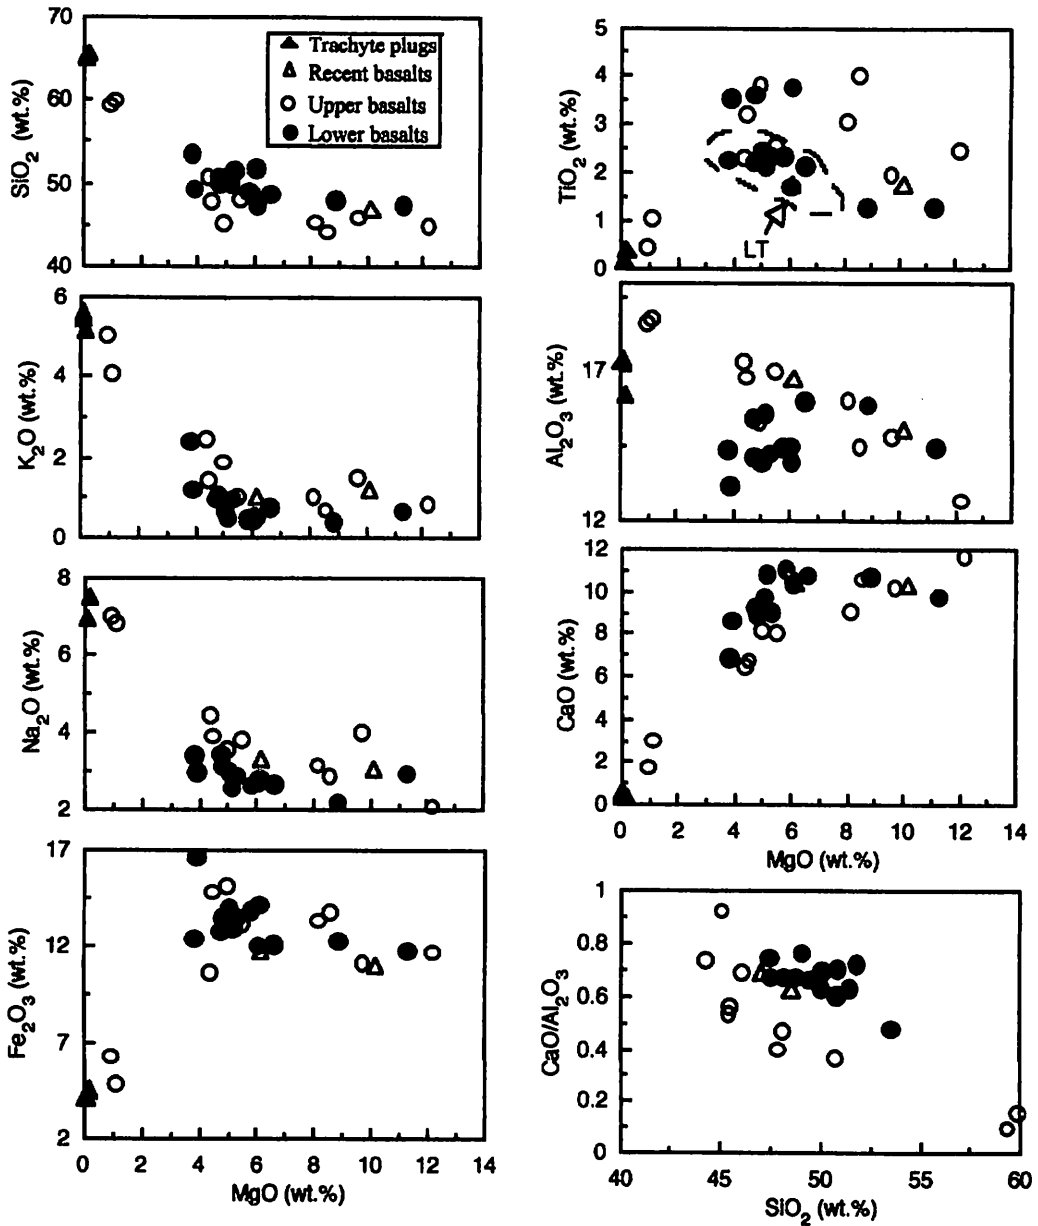 70
60
50
40
SiO2 (wt.%)
Trachyte plugs
Recent basalts
Upper basalts
Lower basalts
5
4
3
2
1
0
TiO2 (wt.%)
LT
6
4
2
0
K2O (wt.%)
17
12
Al2O3 (wt.%)
8
6
4
2
Na2O (wt.%)
12
10
8
6
4
2
0
CaO (wt.%)
0 2 4 6 8 10 12 14
MgO (wt.%)
17
12
7
2
Fe2O3 (wt.%)
0 2 4 6 8 10 12 14
MgO (wt.%)
1
0.8
0.6
0.4
0.2
0
CaO/Al2O3
40 45 50 55 60
SiO2 (wt.%)